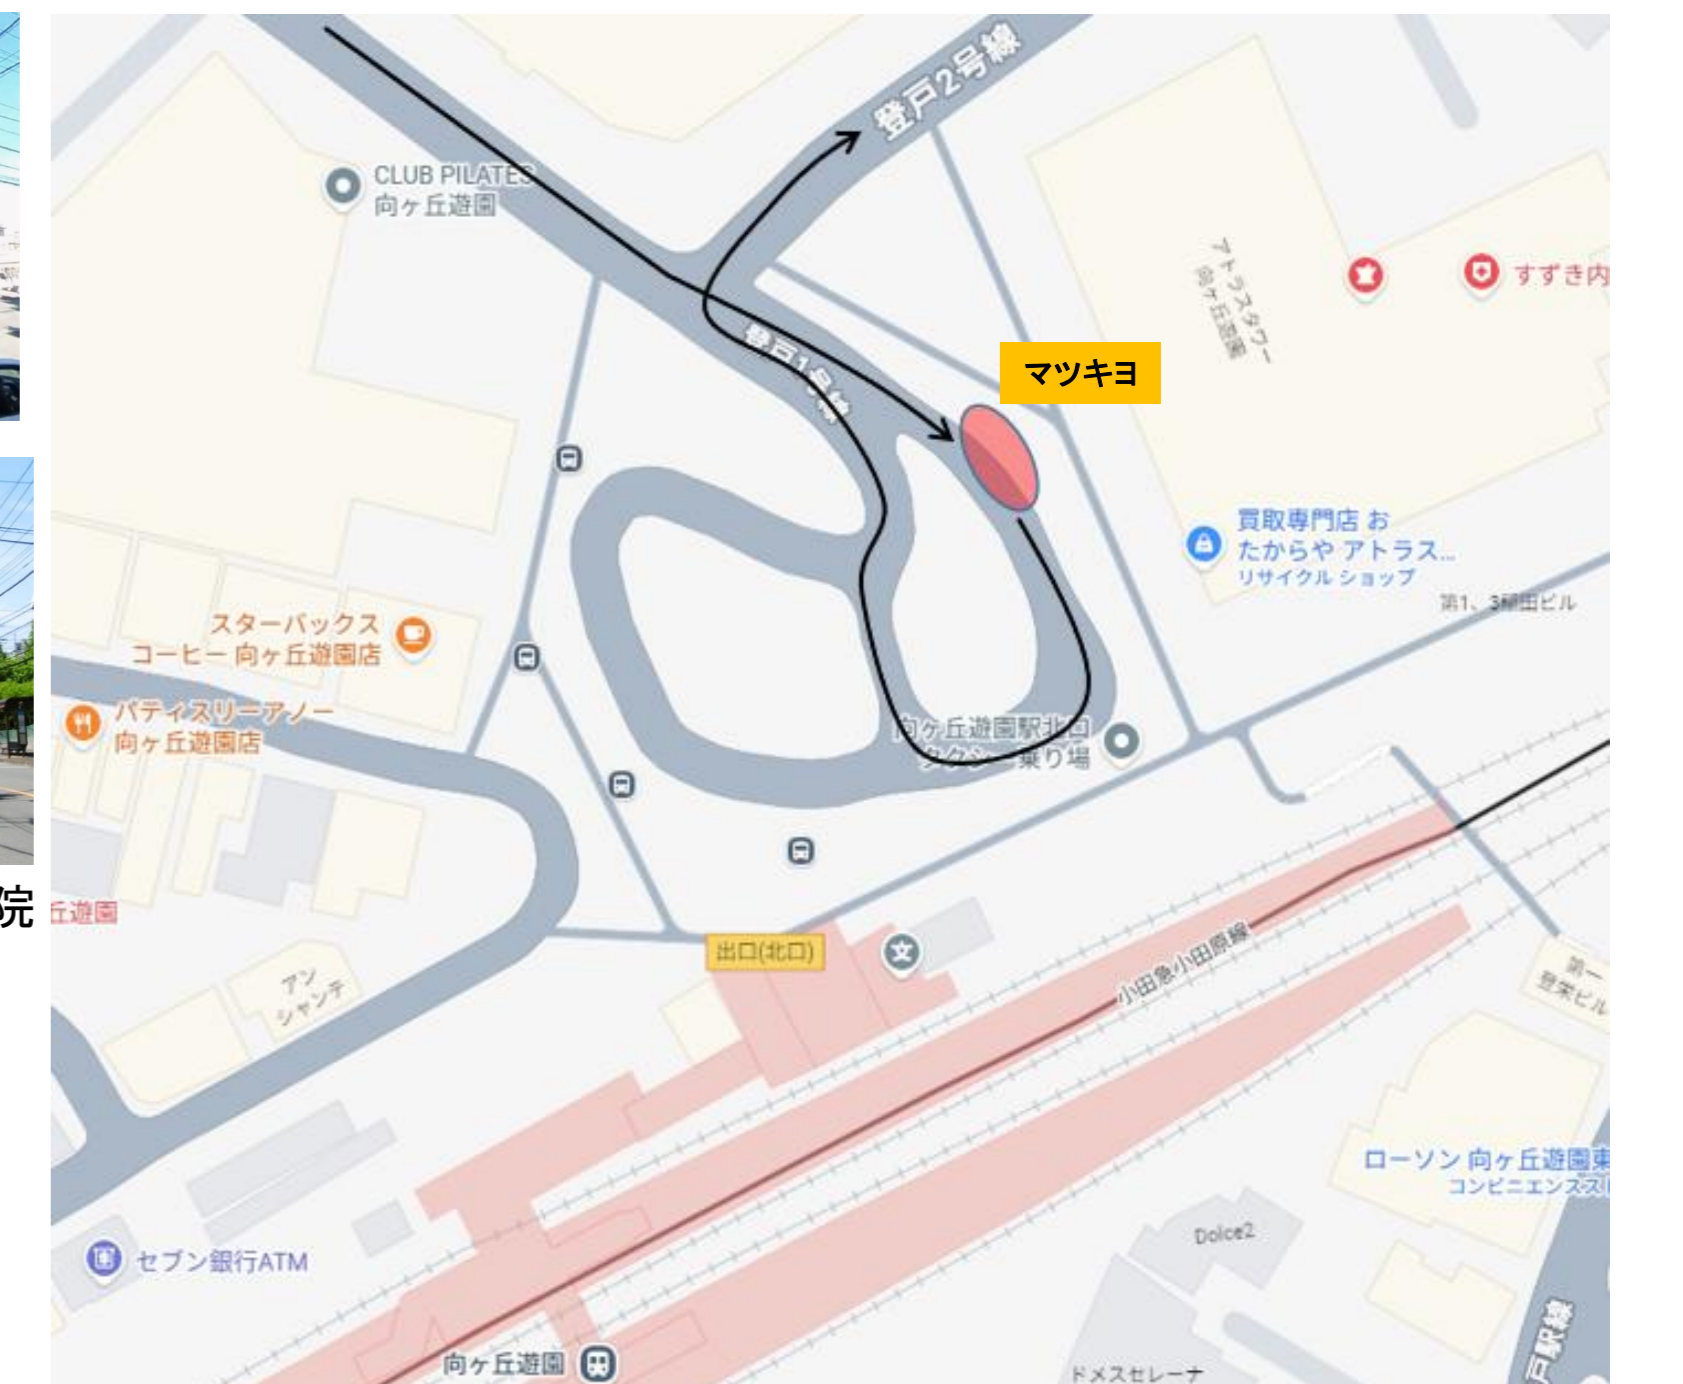 登戸2号線
CLUB PILATES
向ヶ丘遊園
アトラスタワー
向ヶ丘遊園
すずき内
登戸1号線
マツキヨ
買取専門店 お
たからや アトラス...
リサイクル ショップ
第1、3稲田ビル
スターバックス
コーヒー 向ヶ丘遊園店
パティスリーアノー
向ヶ丘遊園店
向ヶ丘遊園駅北口
タクシー乗り場
院
丘遊園
出口(北口)
文
小田急小田原線
アン
シャンテ
第一
登栄ビル
ローソン 向ヶ丘遊園東
コンビニエンスス
Dolce2
セブン銀行ATM
向ヶ丘遊園
ドメスセレーナ
戸駅線